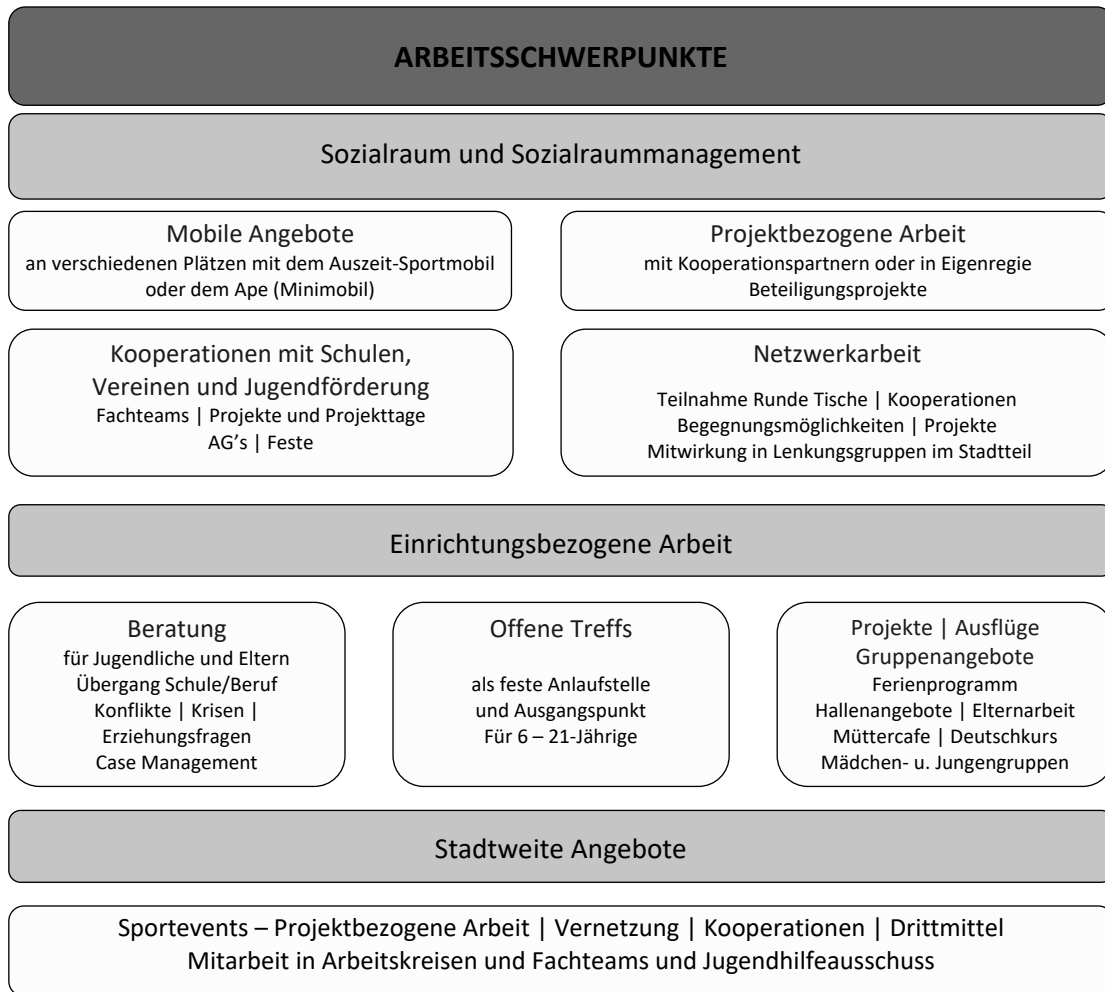 ARBEITSSCHWERPUNKTE
Sozialraum und Sozialraummanagement
Mobile Angebote
an verschiedenen Plätzen mit dem Auszeit-Sportmobil
oder dem Ape (Minimobil)
Projektbezogene Arbeit
mit Kooperationspartnern oder in Eigenregie
Beteiligungsprojekte
Kooperationen mit Schulen,
Vereinen und Jugendförderung
Fachteams | Projekte und Projekttage
AG's | Feste
Netzwerkarbeit
Teilnahme Runde Tische | Kooperationen
Begegnungsmöglichkeiten | Projekte
Mitwirkung in Lenkungsgruppen im Stadtteil
Einrichtungsbezogene Arbeit
Beratung
für Jugendliche und Eltern
Übergang Schule/Beruf
Konflikte | Krisen |
Erziehungsfragen
Case Management
Offene Treffs
als feste Anlaufstelle
und Ausgangspunkt
Für 6 – 21-Jährige
Projekte | Ausflüge
Gruppenangebote
Ferienprogramm
Hallenangebote | Elternarbeit
Müttercafe | Deutschkurs
Mädchen- u. Jungengruppen
Stadtweite Angebote
Sportevents – Projektbezogene Arbeit | Vernetzung | Kooperationen | Drittmittel
Mitarbeit in Arbeitskreisen und Fachteams und Jugendhilfeausschuss